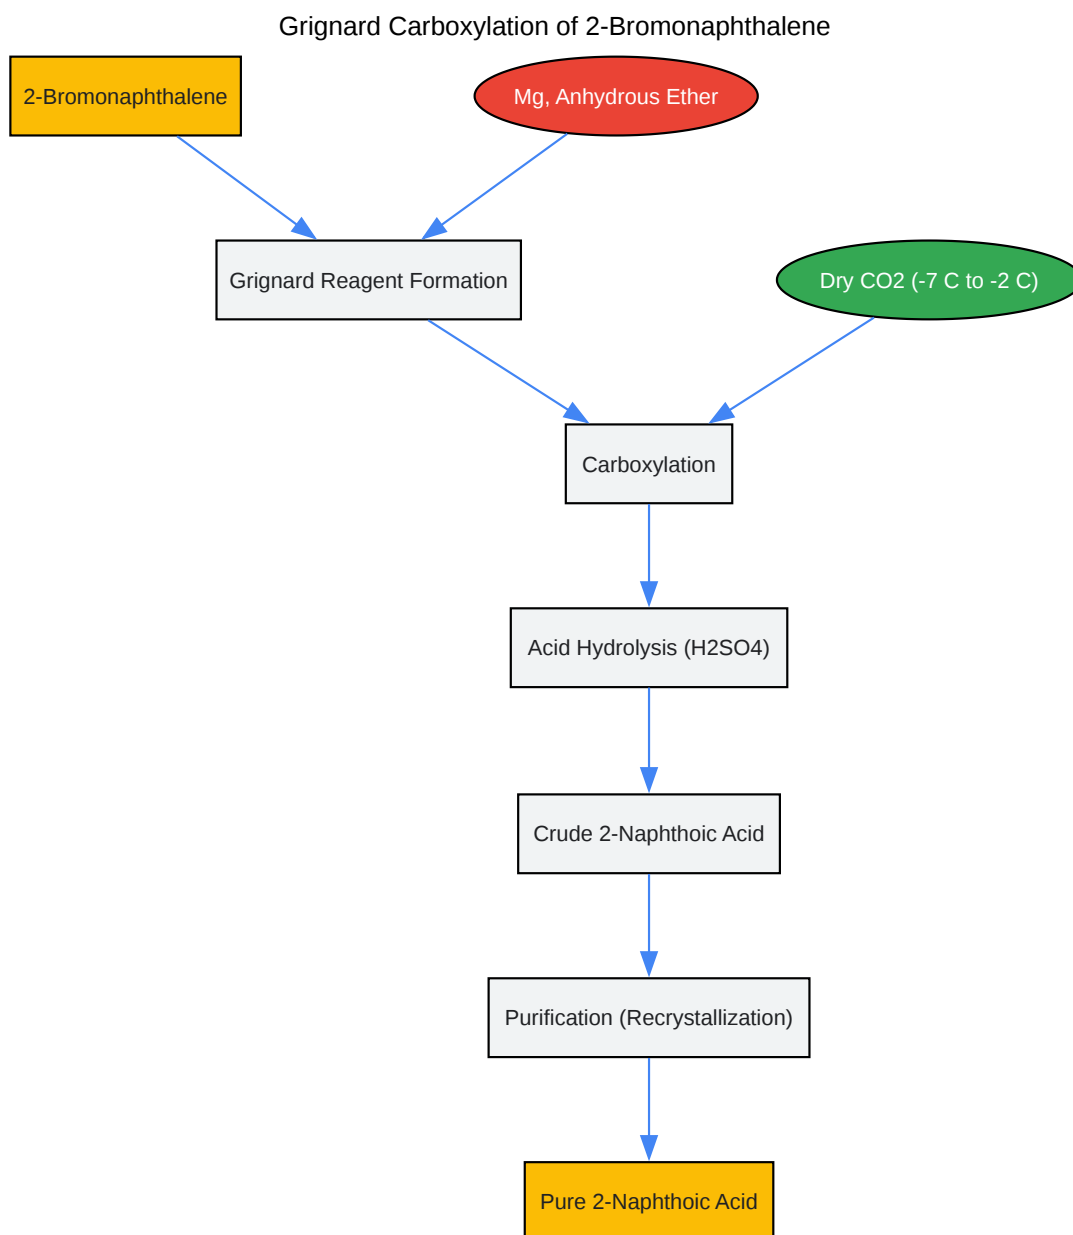 Grignard Carboxylation of 2-Bromonaphthalene
2-Bromonaphthalene
Mg, Anhydrous Ether
Grignard Reagent Formation
Dry CO2 (-7 C to -2 C)
Carboxylation
Acid Hydrolysis (H2SO4)
Crude 2-Naphthoic Acid
Purification (Recrystallization)
Pure 2-Naphthoic Acid